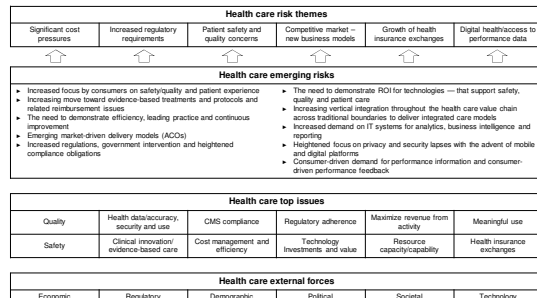 Health care risk themes
Significant cost pressures
Increased regulatory requirements
Patient safety and quality concerns
Competitive market – new business models
Growth of health insurance exchanges
Digital health/access to performance data
Health care emerging risks
► Increased focus by consumers on safety/quality and patient experience
► Increasing move toward evidence-based treatments and protocols and
related reimbursement issues
► The need to demonstrate efficiency, leading practice and continuous
improvement
► Emerging market-driven delivery models (ACOs)
► Increased regulations, government intervention and heightened
compliance obligations
► The need to demonstrate ROI for technologies — that support safety,
quality and patient care
► Increasing vertical integration throughout the health care value chain
across traditional boundaries to deliver integrated care models
► Increased demand on IT systems for analytics, business intelligence and
reporting
► Heightened focus on privacy and security lapses with the advent of mobile
and digital platforms
► Consumer-driven demand for performance information and consumer-
driven performance feedback
Health care top issues
Quality
Health data/accuracy, security and use
CMS compliance
Regulatory adherence
Maximize revenue from activity
Meaningful use
Safety
Clinical innovation/ evidence-based care
Cost management and efficiency
Technology Investments and value
Resource capacity/capability
Health insurance exchanges
Health care external forces
Economic
Regulatory
Demographic
Political
Societal
Technology